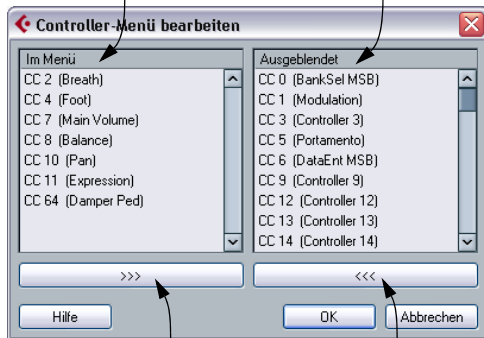 Controller-Menü bearbeiten
Im Menü
CC 2 (Breath)
CC 4 (Foot)
CC 7 (Main Volume)
CC 8 (Balance)
CC 10 (Pan)
CC 11 (Expression)
CC 64 (Damper Ped)
Ausgeblendet
CC 0 (BankSel MSB)
CC 1 (Modulation)
CC 3 (Controller 3)
CC 5 (Portamento)
CC 6 (DataEnt MSB)
CC 9 (Controller 9)
CC 12 (Controller 12)
CC 13 (Controller 13)
CC 14 (Controller 14)
>>>
<<<
Hilfe
OK
Abbrechen